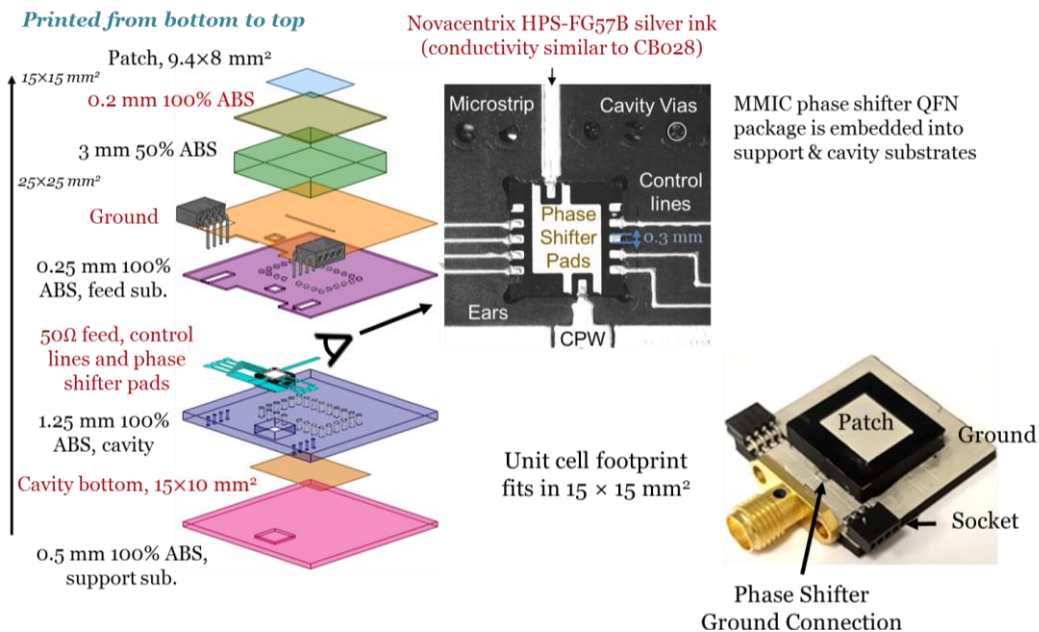 Printed from bottom to top
Patch, 9.4×8 mm²
15×15 mm²
0.2 mm 100% ABS
3 mm 50% ABS
25×25 mm²
Ground
0.25 mm 100%
ABS, feed sub.
50Ω feed, control
lines and phase
shifter pads
1.25 mm 100%
ABS, cavity
Cavity bottom, 15×10 mm²
0.5 mm 100% ABS,
support sub.
Novacentrix HPS-FG57B silver ink
(conductivity similar to CB028)
Microstrip
Cavity Vias
Control
lines
Phase
Shifter
Pads
0.3 mm
Ears
CPW
MMIC phase shifter QFN
package is embedded into
support & cavity substrates
Unit cell footprint
fits in 15 × 15 mm²
Patch
Ground
Socket
Phase Shifter
Ground Connection